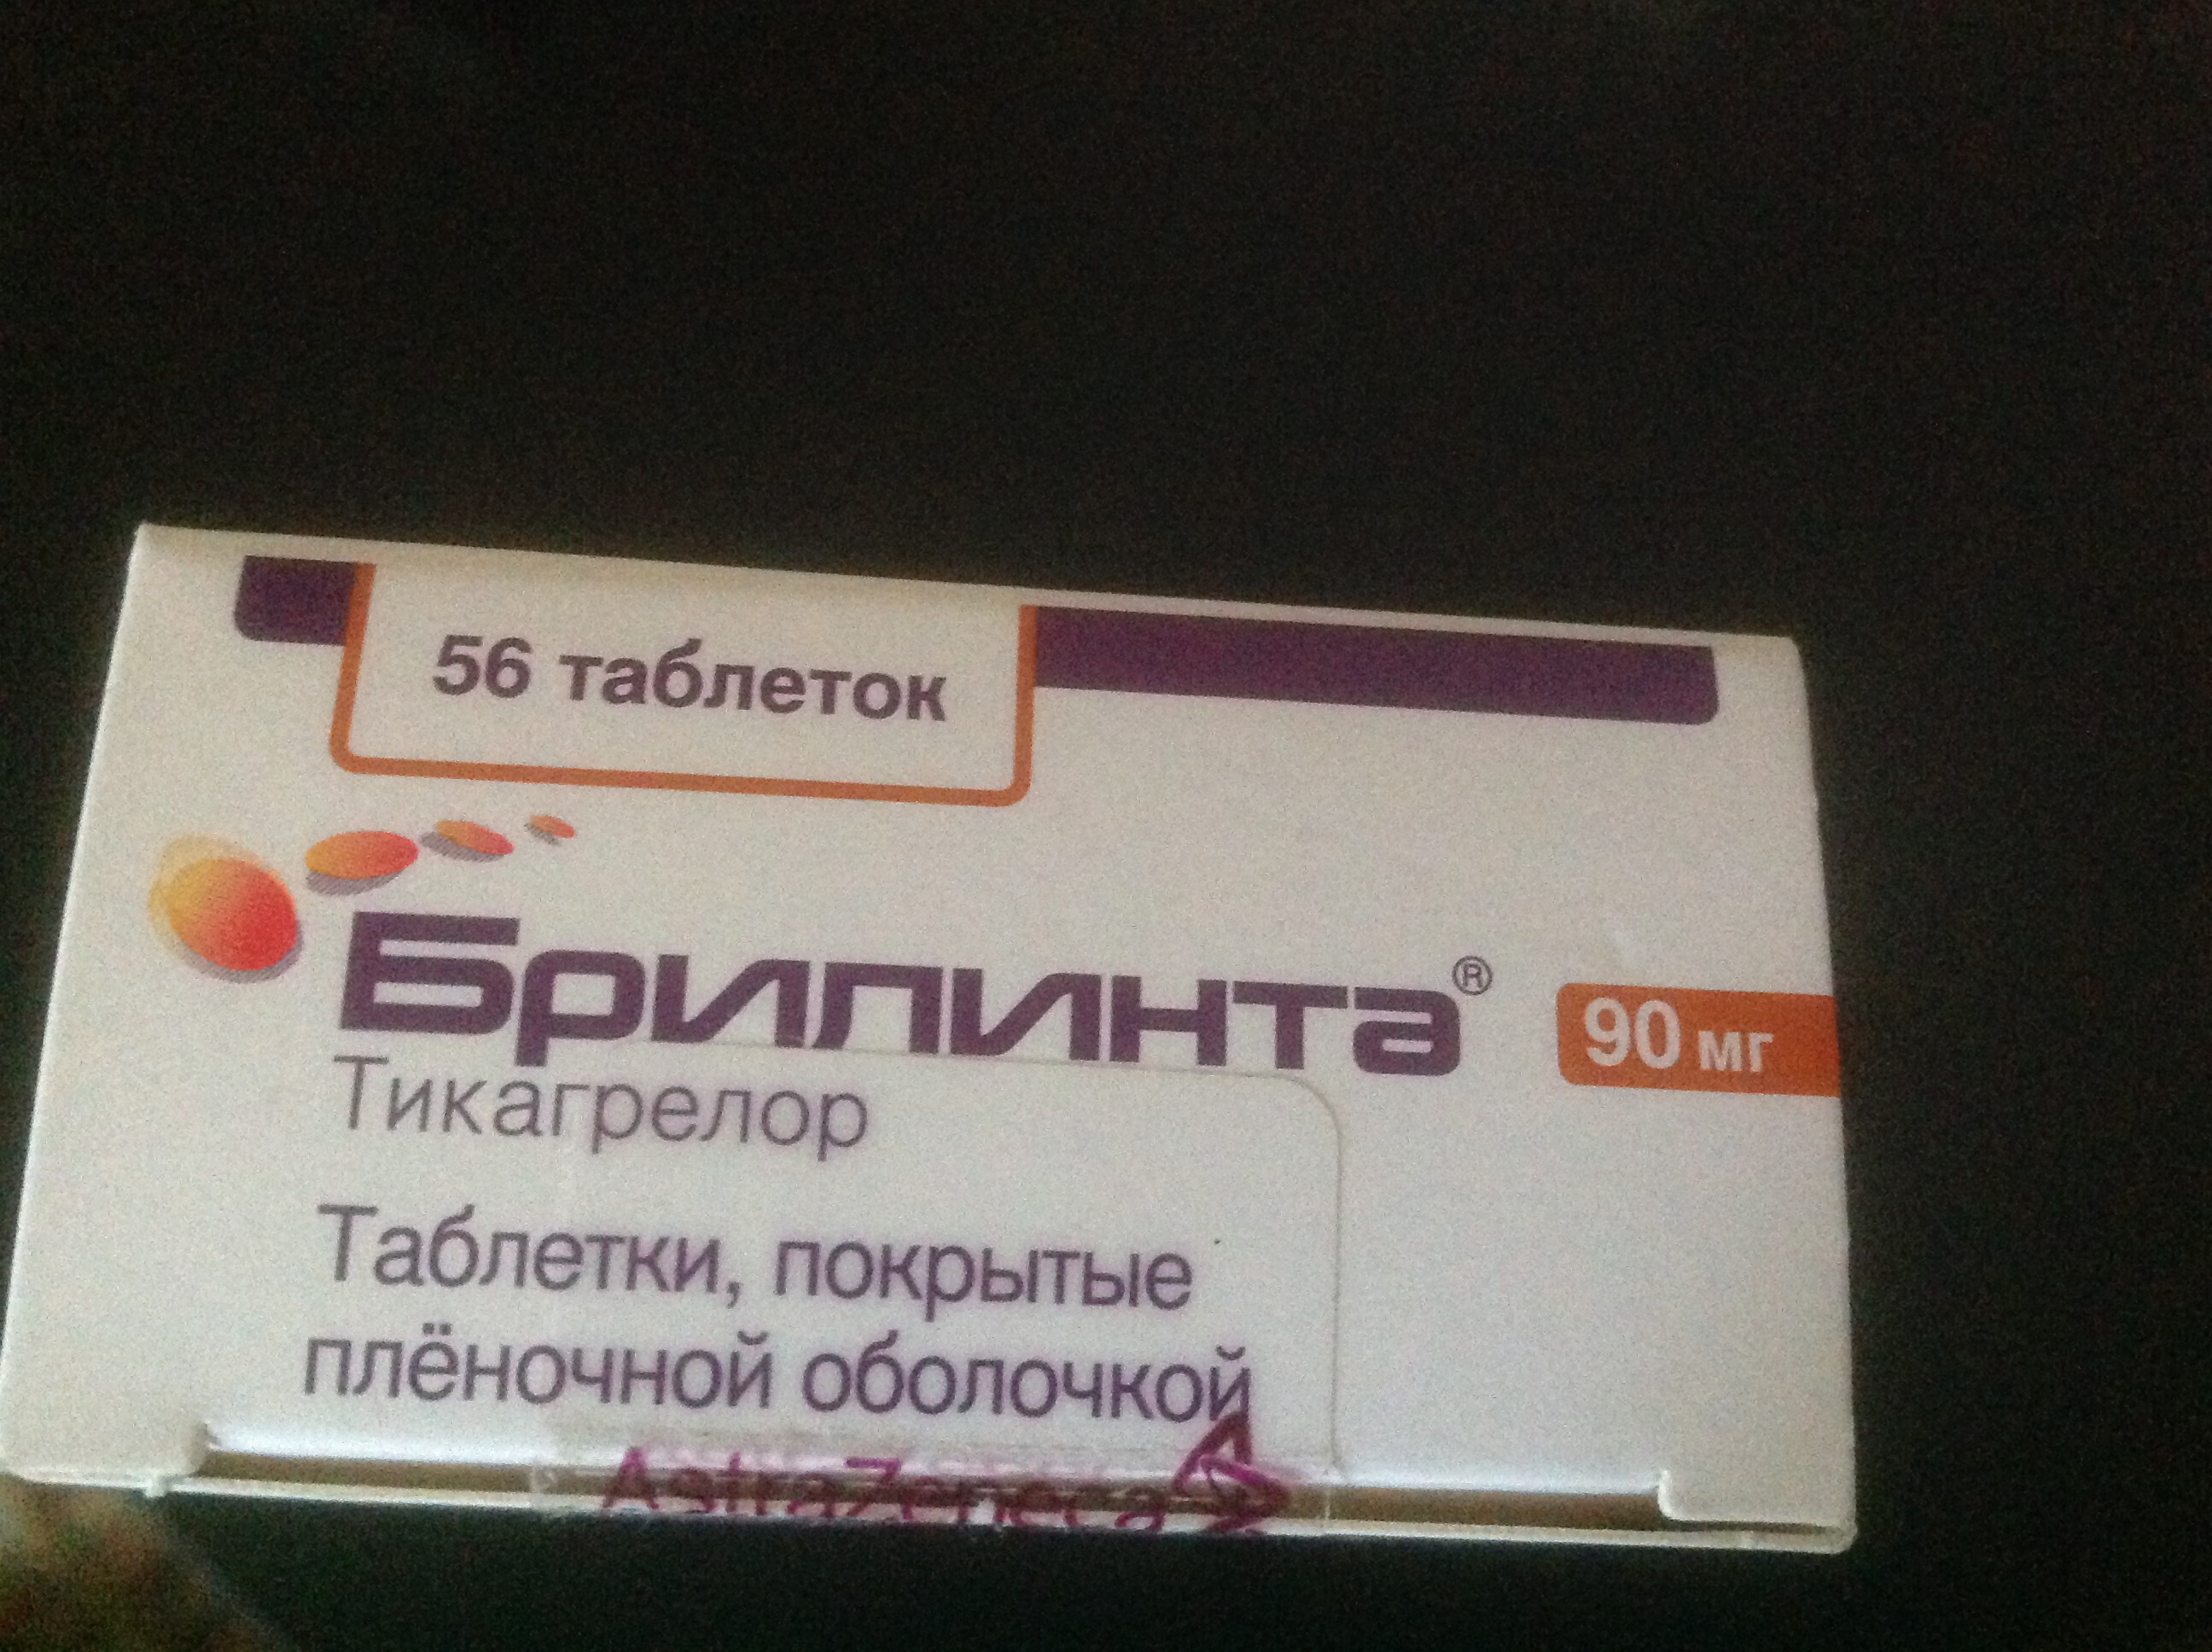 56 таблеток
Брилинта®
90 мг
Тикагрелор
Таблетки, покрытые
плёночной оболочкой
AstraZeneca